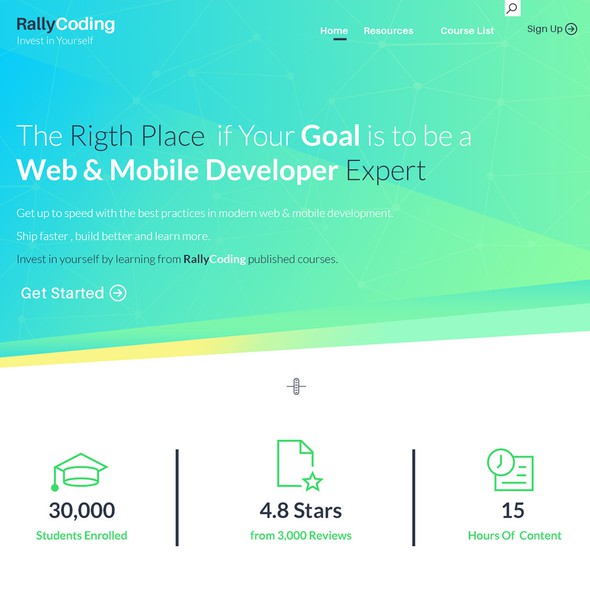 RallyCoding
Invest in Yourself
Home Resources Course List Sign Up
The Rigth Place if Your Goal is to be a
Web & Mobile Developer Expert
Get up to speed with the best practices in modern web & mobile development.
Ship faster , build better and learn more.
Invest in yourself by learning from RallyCoding published courses.
Get Started
30,000
Students Enrolled
4.8 Stars
from 3,000 Reviews
15
Hours Of Content